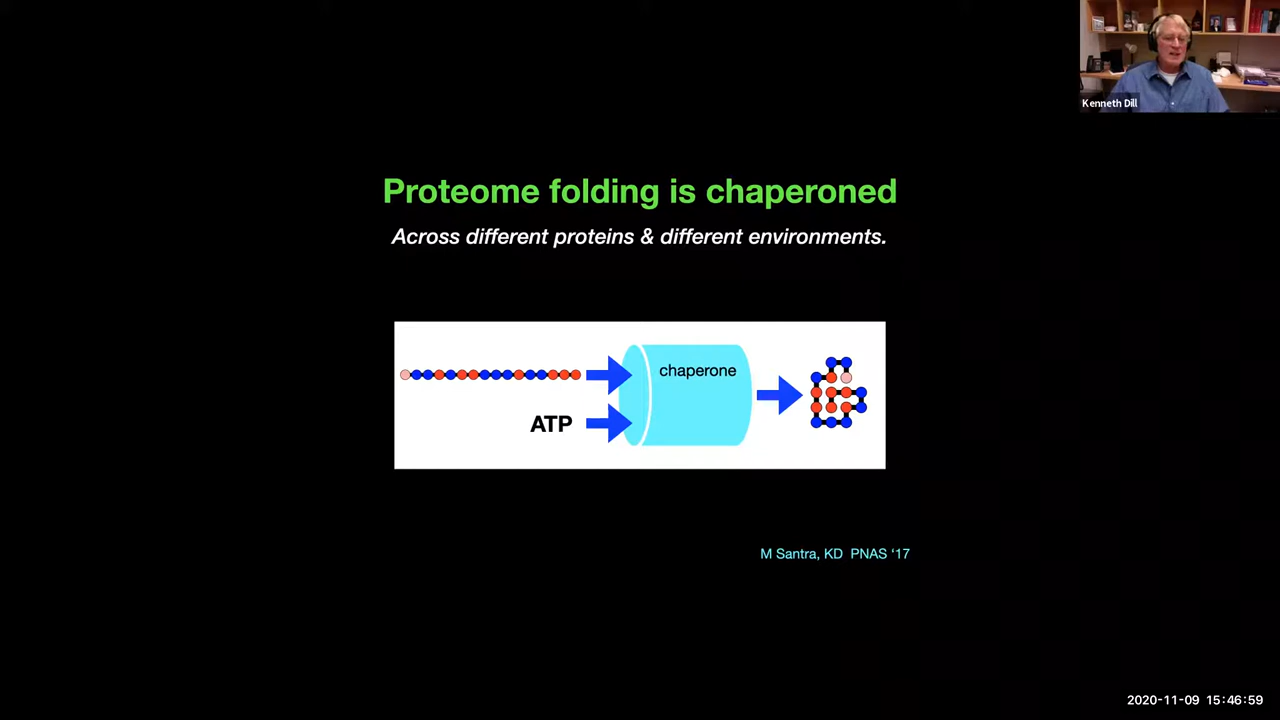 Kenneth Dill
Proteome folding is chaperoned
Across different proteins & different environments.
chaperone
ATP
M Santra, KD PNAS ‘17
2020-11-09 15:46:59